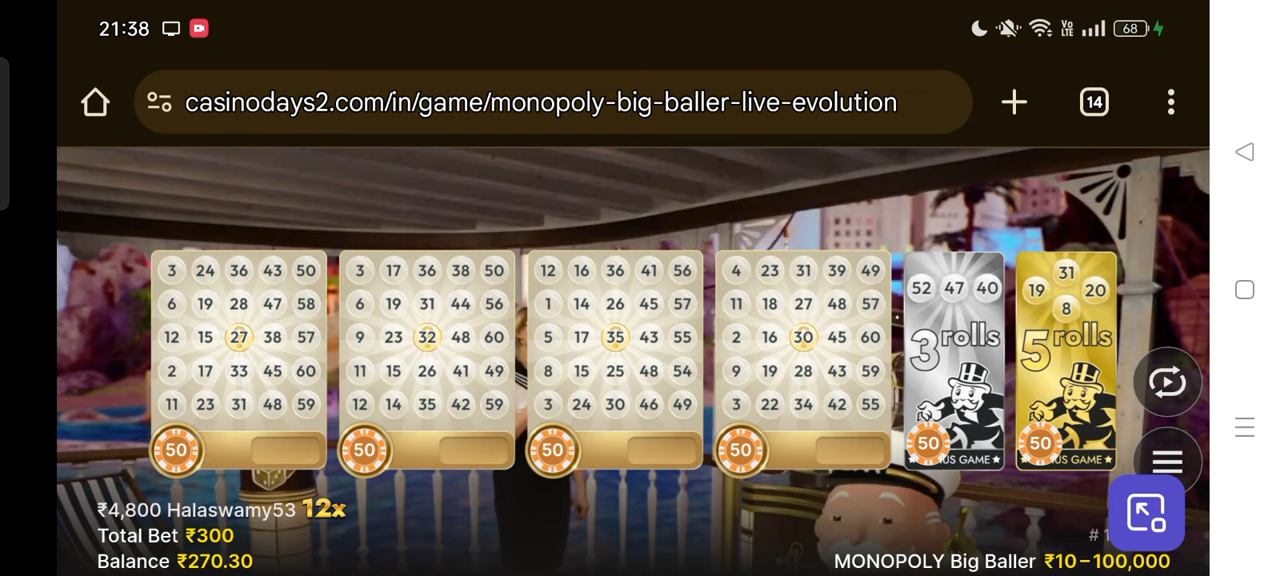 21:38 Vo LTE 68
casinodays2.com/in/game/monopoly-big-baller-live-evolution 14
3 24 36 43 50
6 19 28 47 58
12 15 27 38 57
2 17 33 45 60
11 23 31 48 59
50
3 17 36 38 50
6 19 31 44 56
9 23 32 48 60
11 15 26 41 49
12 14 35 42 59
50
12 16 36 41 56
1 14 26 45 57
5 17 35 43 55
8 15 25 48 54
3 24 30 46 49
50
4 23 31 39 49
11 18 27 48 57
2 16 30 45 60
9 19 28 43 59
3 22 34 42 55
50
52 47 40
3 rolls
50
US GAME
31
19 20
8
5 rolls
50
US GAME
₹4,800 Halaswamy53 12x
Total Bet ₹300
Balance ₹270.30
MONOPOLY Big Baller ₹10–100,000